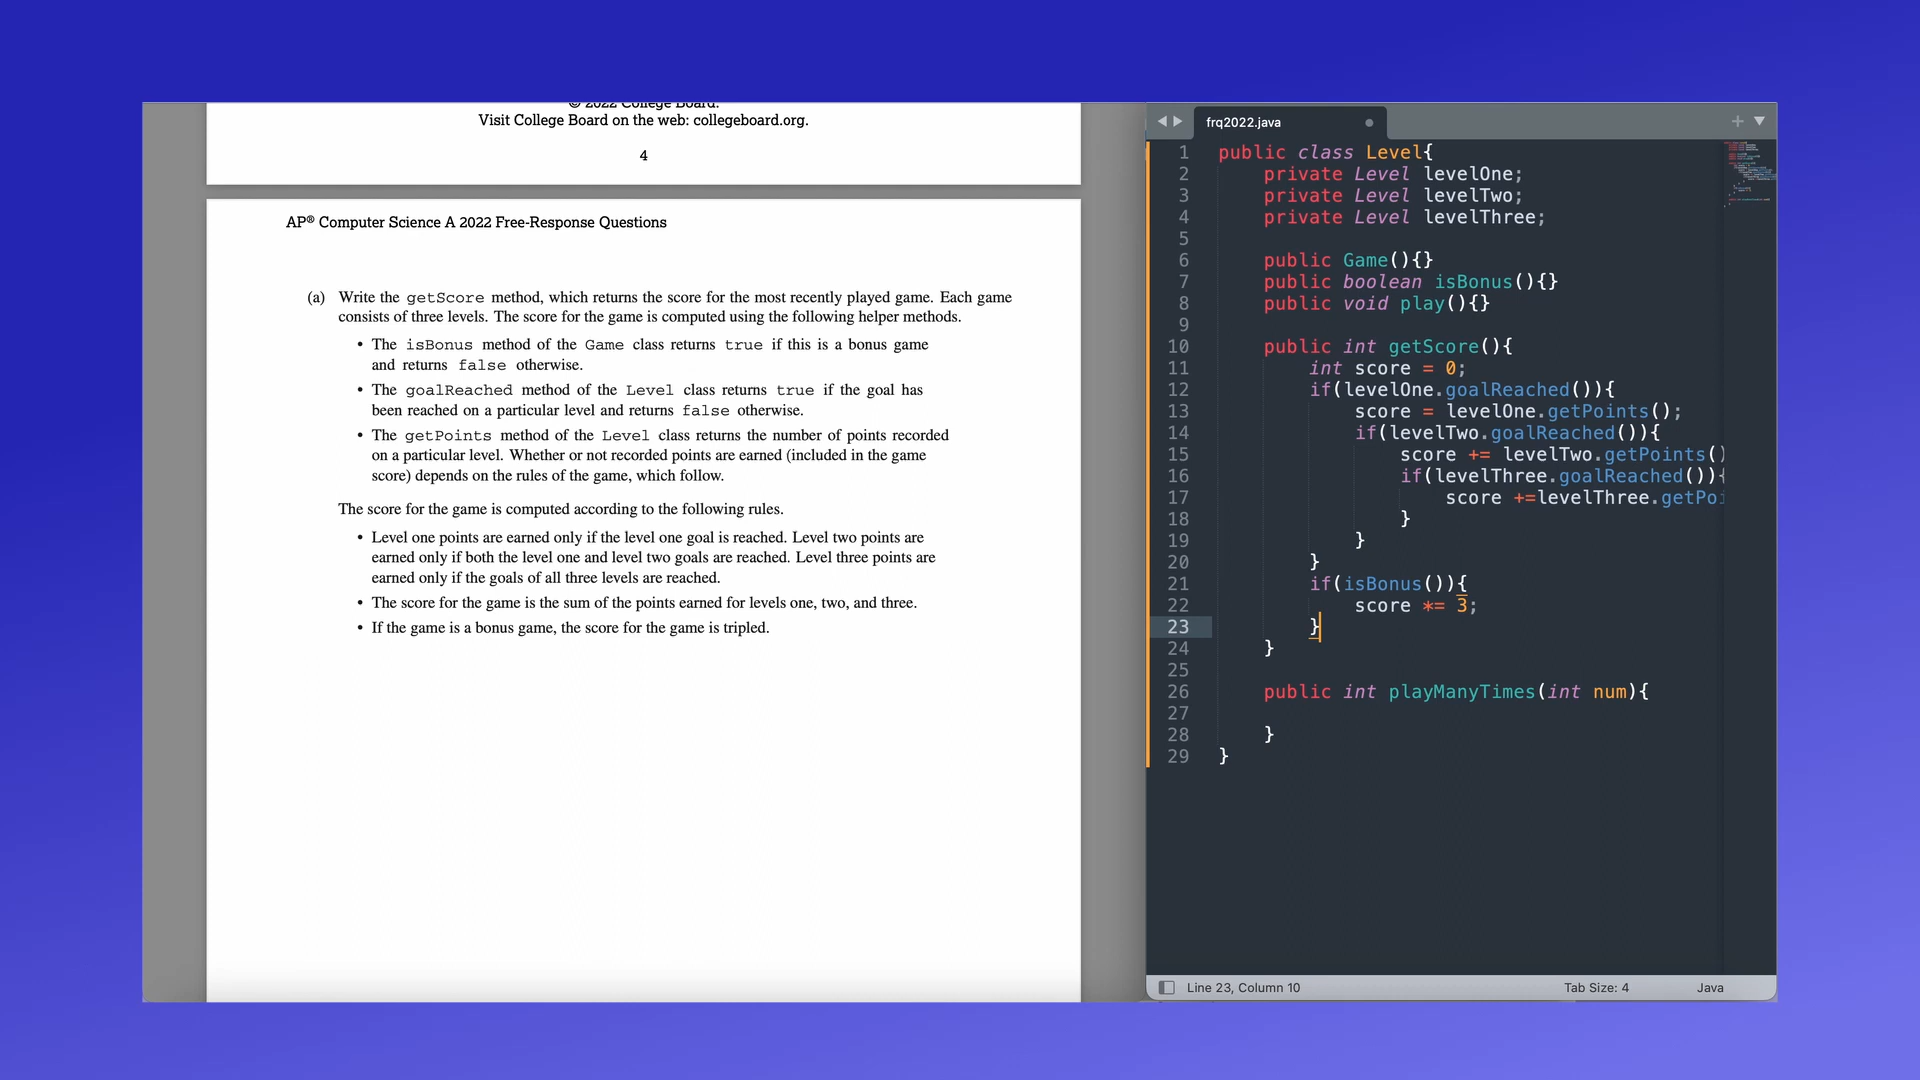 © 2022 College Board.
Visit College Board on the web: collegeboard.org.
4
AP® Computer Science A 2022 Free-Response Questions
(a) Write the getScore method, which returns the score for the most recently played game. Each game
consists of three levels. The score for the game is computed using the following helper methods.
• The isBonus method of the Game class returns true if this is a bonus game
and returns false otherwise.
• The goalReached method of the Level class returns true if the goal has
been reached on a particular level and returns false otherwise.
• The getPoints method of the Level class returns the number of points recorded
on a particular level. Whether or not recorded points are earned (included in the game
score) depends on the rules of the game, which follow.
The score for the game is computed according to the following rules.
• Level one points are earned only if the level one goal is reached. Level two points are
earned only if both the level one and level two goals are reached. Level three points are
earned only if the goals of all three levels are reached.
• The score for the game is the sum of the points earned for levels one, two, and three.
• If the game is a bonus game, the score for the game is tripled.
frq2022.java
1 public class Level{
2     private Level levelOne;
3     private Level levelTwo;
4     private Level levelThree;
5
6     public Game(){}
7     public boolean isBonus(){}
8     public void play(){}
9
10     public int getScore(){
11         int score = 0;
12         if(levelOne.goalReached()){
13             score = levelOne.getPoints();
14             if(levelTwo.goalReached()){
15                 score += levelTwo.getPoints()
16                 if(levelThree.goalReached()){
17                     score +=levelThree.getPoi
18                 }
19             }
20         }
21         if(isBonus()){
22             score *= 3;
23         }
24     }
25
26     public int playManyTimes(int num){
27
28     }
29 }
Line 23, Column 10
Tab Size: 4
Java